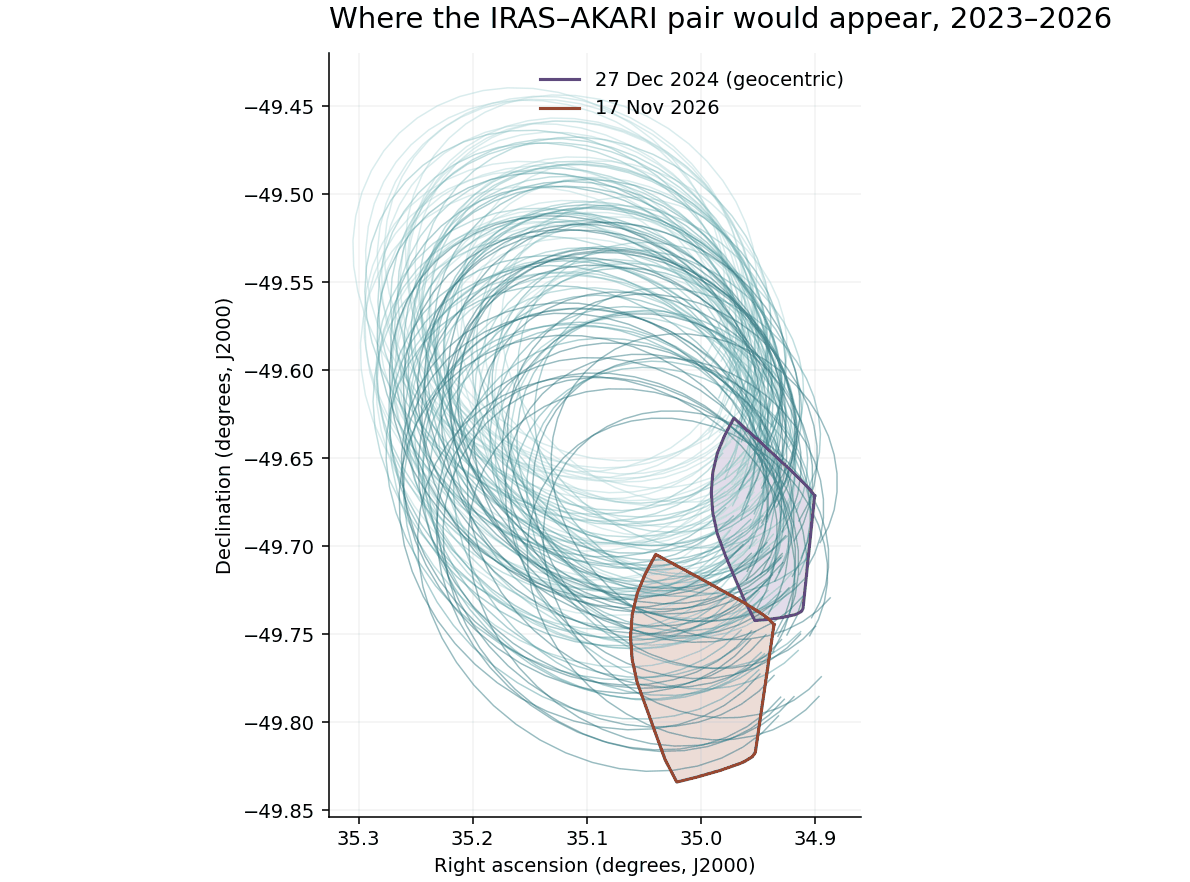 Where the IRAS–AKARI pair would appear, 2023–2026
27 Dec 2024 (geocentric)
17 Nov 2026
−49.45
−49.50
−49.55
−49.60
−49.65
−49.70
−49.75
−49.80
−49.85
Declination (degrees, J2000)
35.3 35.2 35.1 35.0 34.9
Right ascension (degrees, J2000)